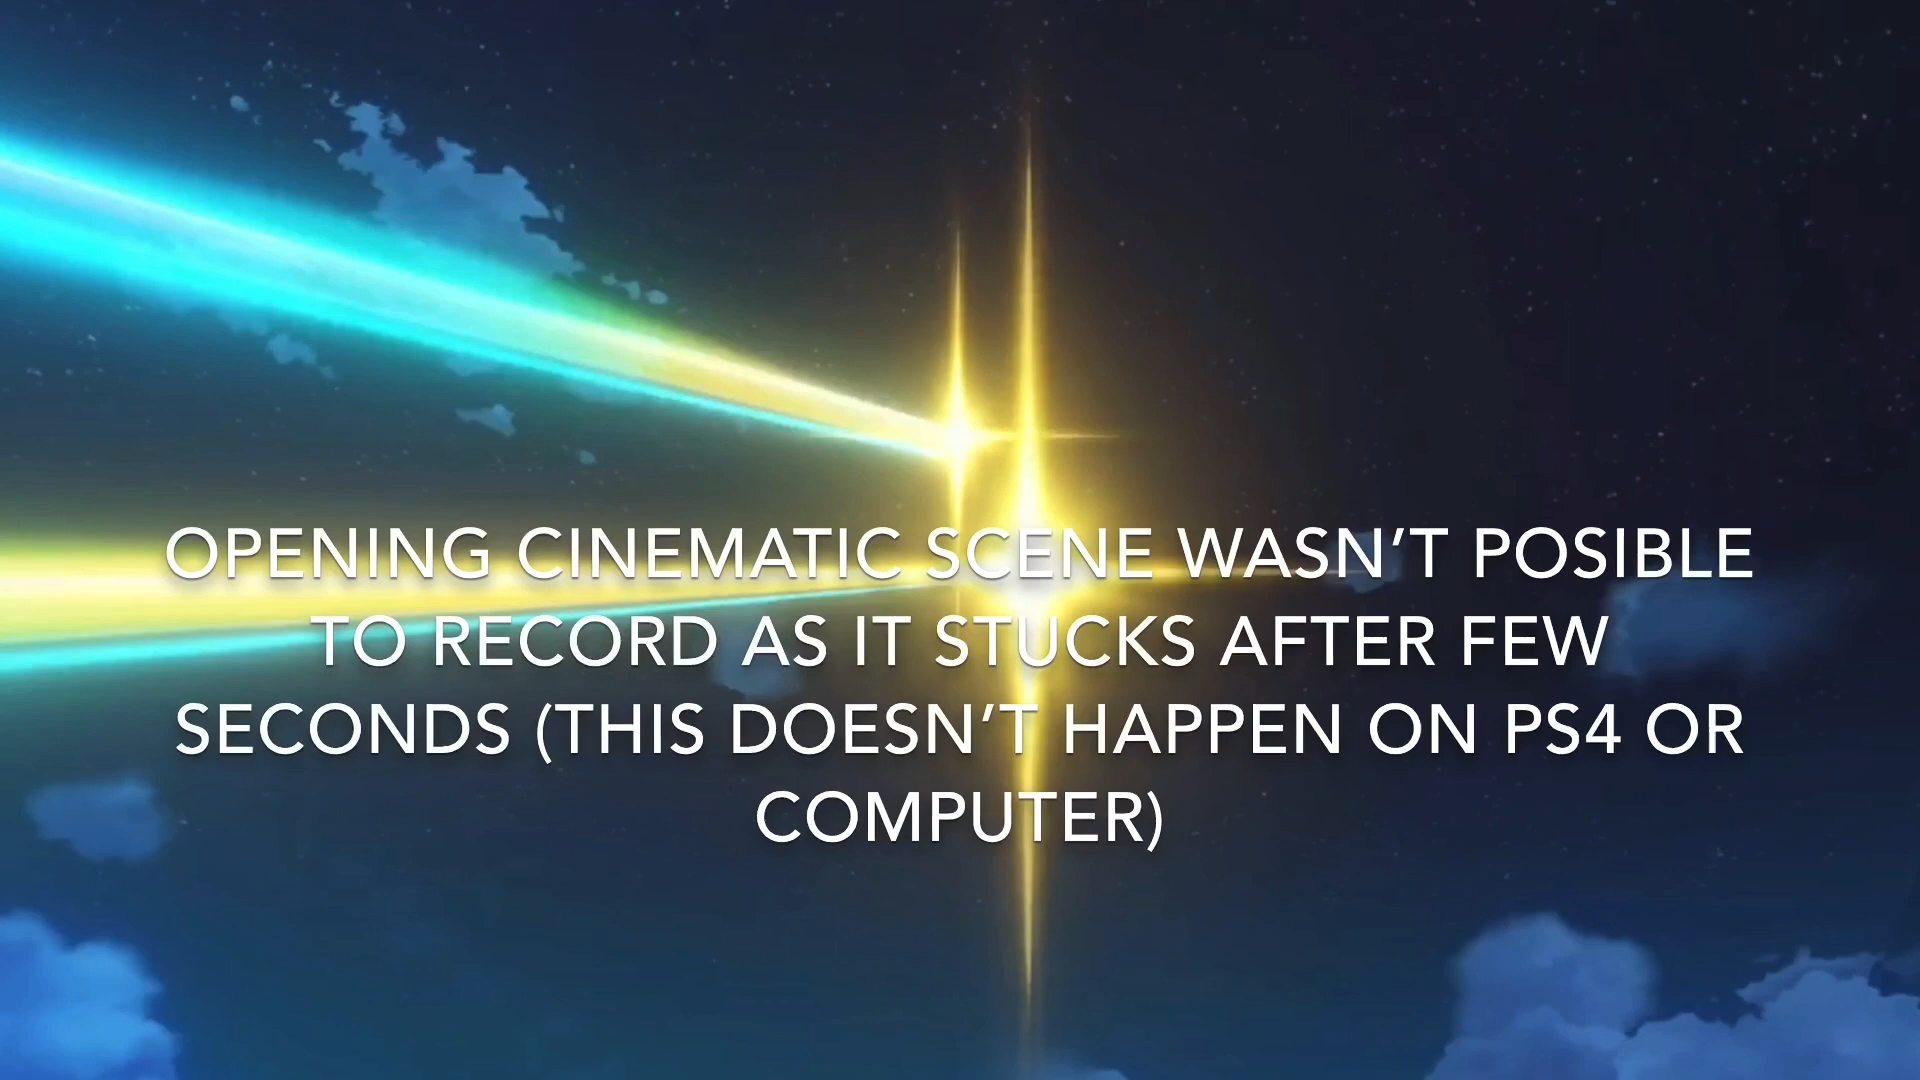 OPENING CINEMATIC SCENE WASN’T POSIBLE
TO RECORD AS IT STUCKS AFTER FEW
SECONDS (THIS DOESN’T HAPPEN ON PS4 OR
COMPUTER)